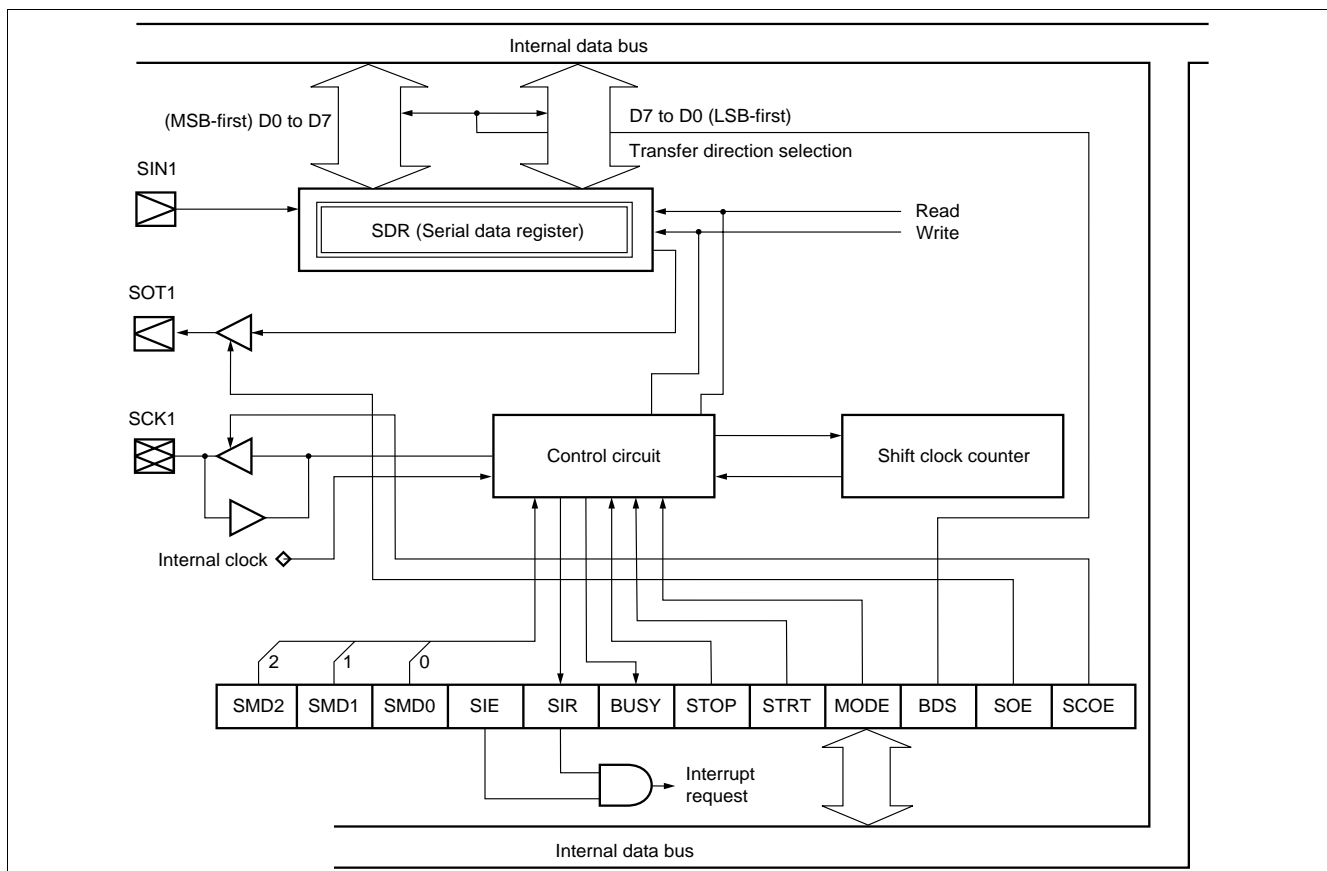 Internal data bus
(MSB-first) D0 to D7
D7 to D0 (LSB-first)
Transfer direction selection
SIN1
SDR (Serial data register)
Read
Write
SOT1
SCK1
Control circuit
Shift clock counter
Internal clock
2
1
0
SMD2
SMD1
SMD0
SIE
SIR
BUSY
STOP
STRT
MODE
BDS
SOE
SCOE
Interrupt
request
Internal data bus